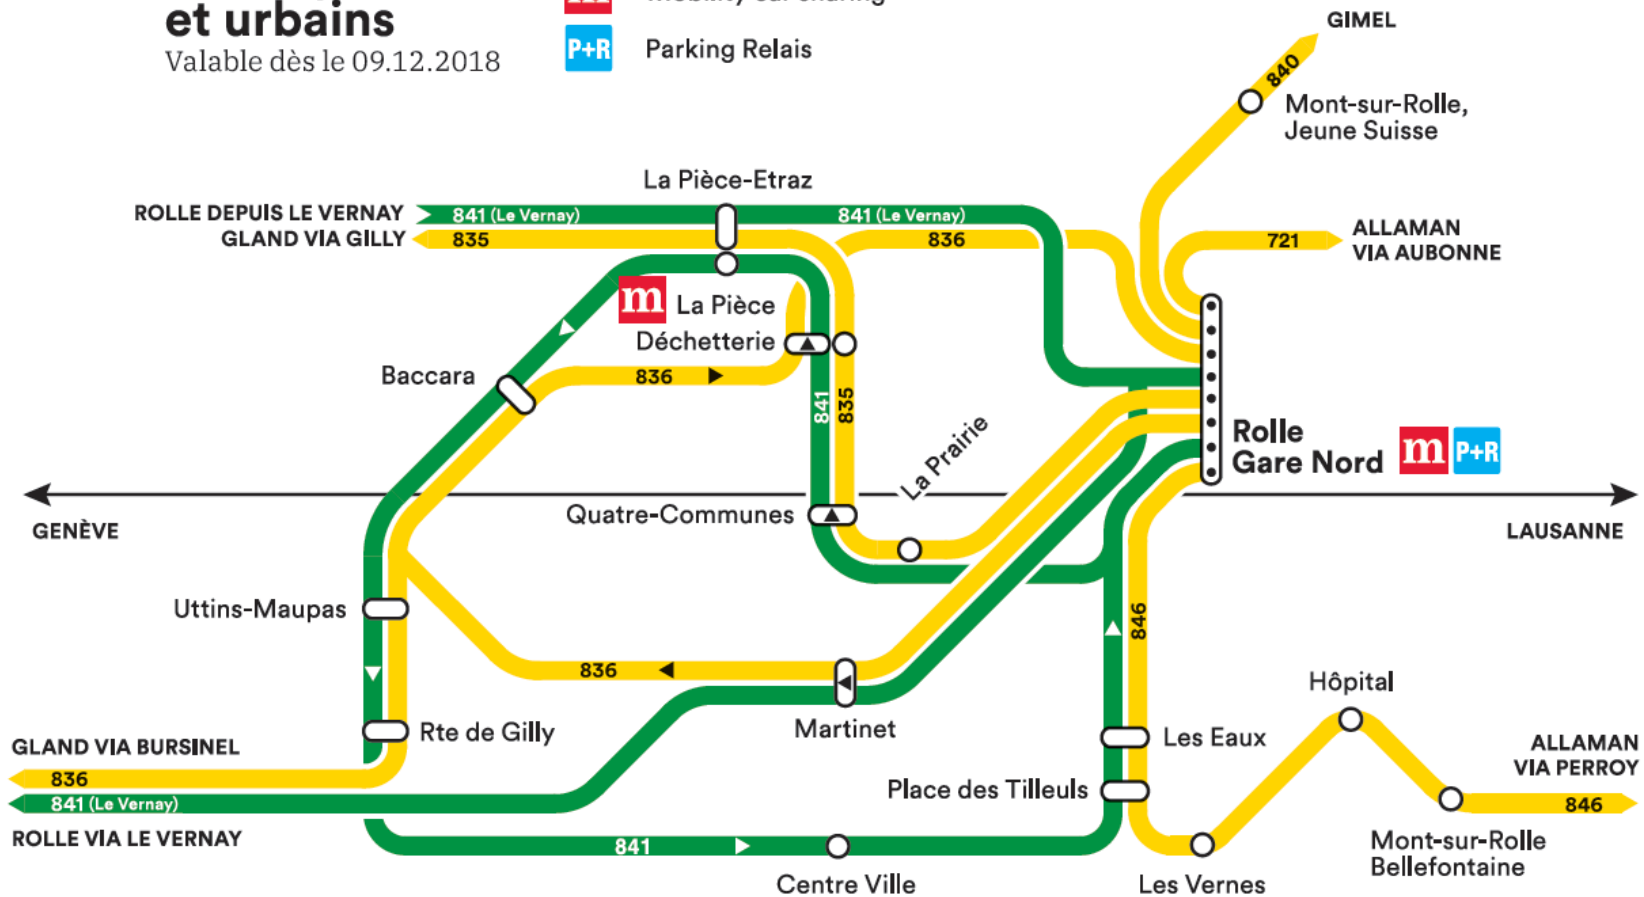 et urbains
Valable dès le 09.12.2018
P+R
Parking Relais
GIMEL
840
Mont-sur-Rolle,
Jeune Suisse
La Pièce-Etraz
ROLLE DEPUIS LE VERNAY
841 (Le Vernay)
841 (Le Vernay)
GLAND VIA GILLY
835
836
721
ALLAMAN
VIA AUBONNE
m
La Pièce
Déchetterie
Baccara
836
841
835
La Prairie
Rolle
Gare Nord
m
P+R
Quatre-Communes
GENÈVE
LAUSANNE
Uttins-Maupas
846
836
Rte de Gilly
Martinet
Hôpital
Les Eaux
GLAND VIA BURSINEL
836
ALLAMAN
VIA PERROY
Place des Tilleuls
841 (Le Vernay)
846
ROLLE VIA LE VERNAY
841
Mont-sur-Rolle
Bellefontaine
Centre Ville
Les Vernes